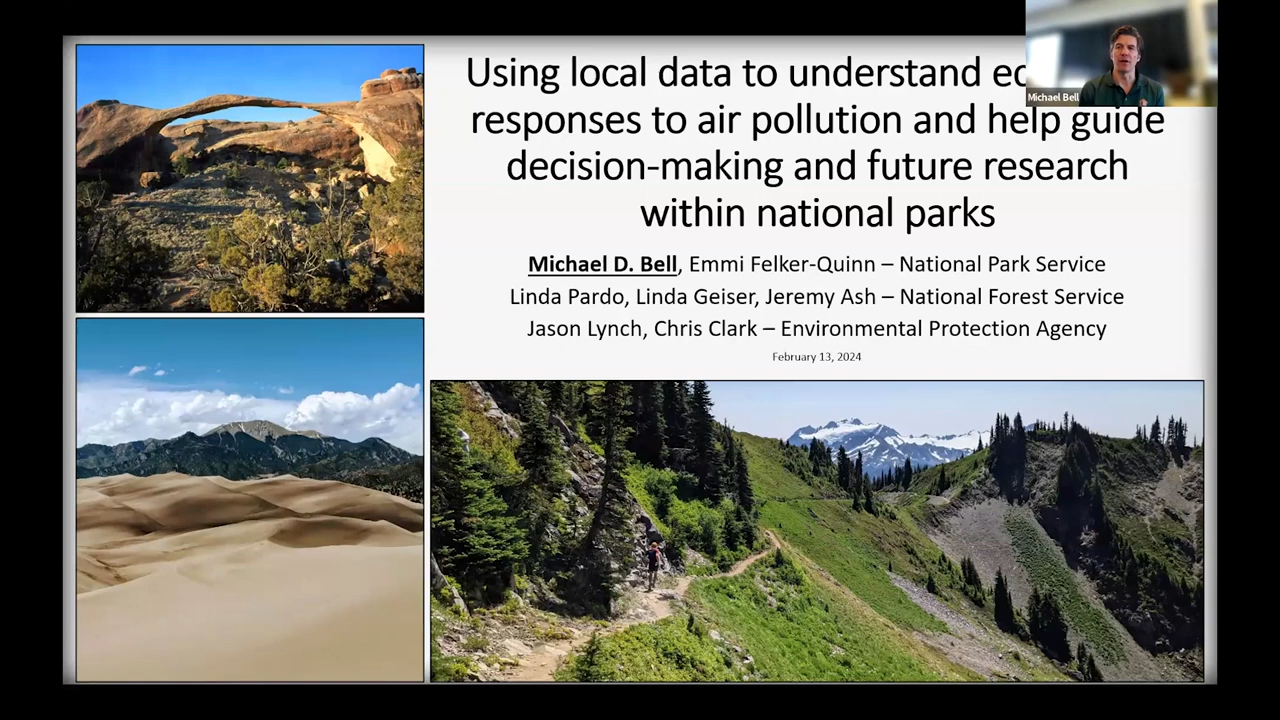 Using local data to understand
responses to air pollution and help guide
decision-making and future research
within national parks
Michael Bell
Michael D. Bell, Emmi Felker-Quinn – National Park Service
Linda Pardo, Linda Geiser, Jeremy Ash – National Forest Service
Jason Lynch, Chris Clark – Environmental Protection Agency
February 13, 2024